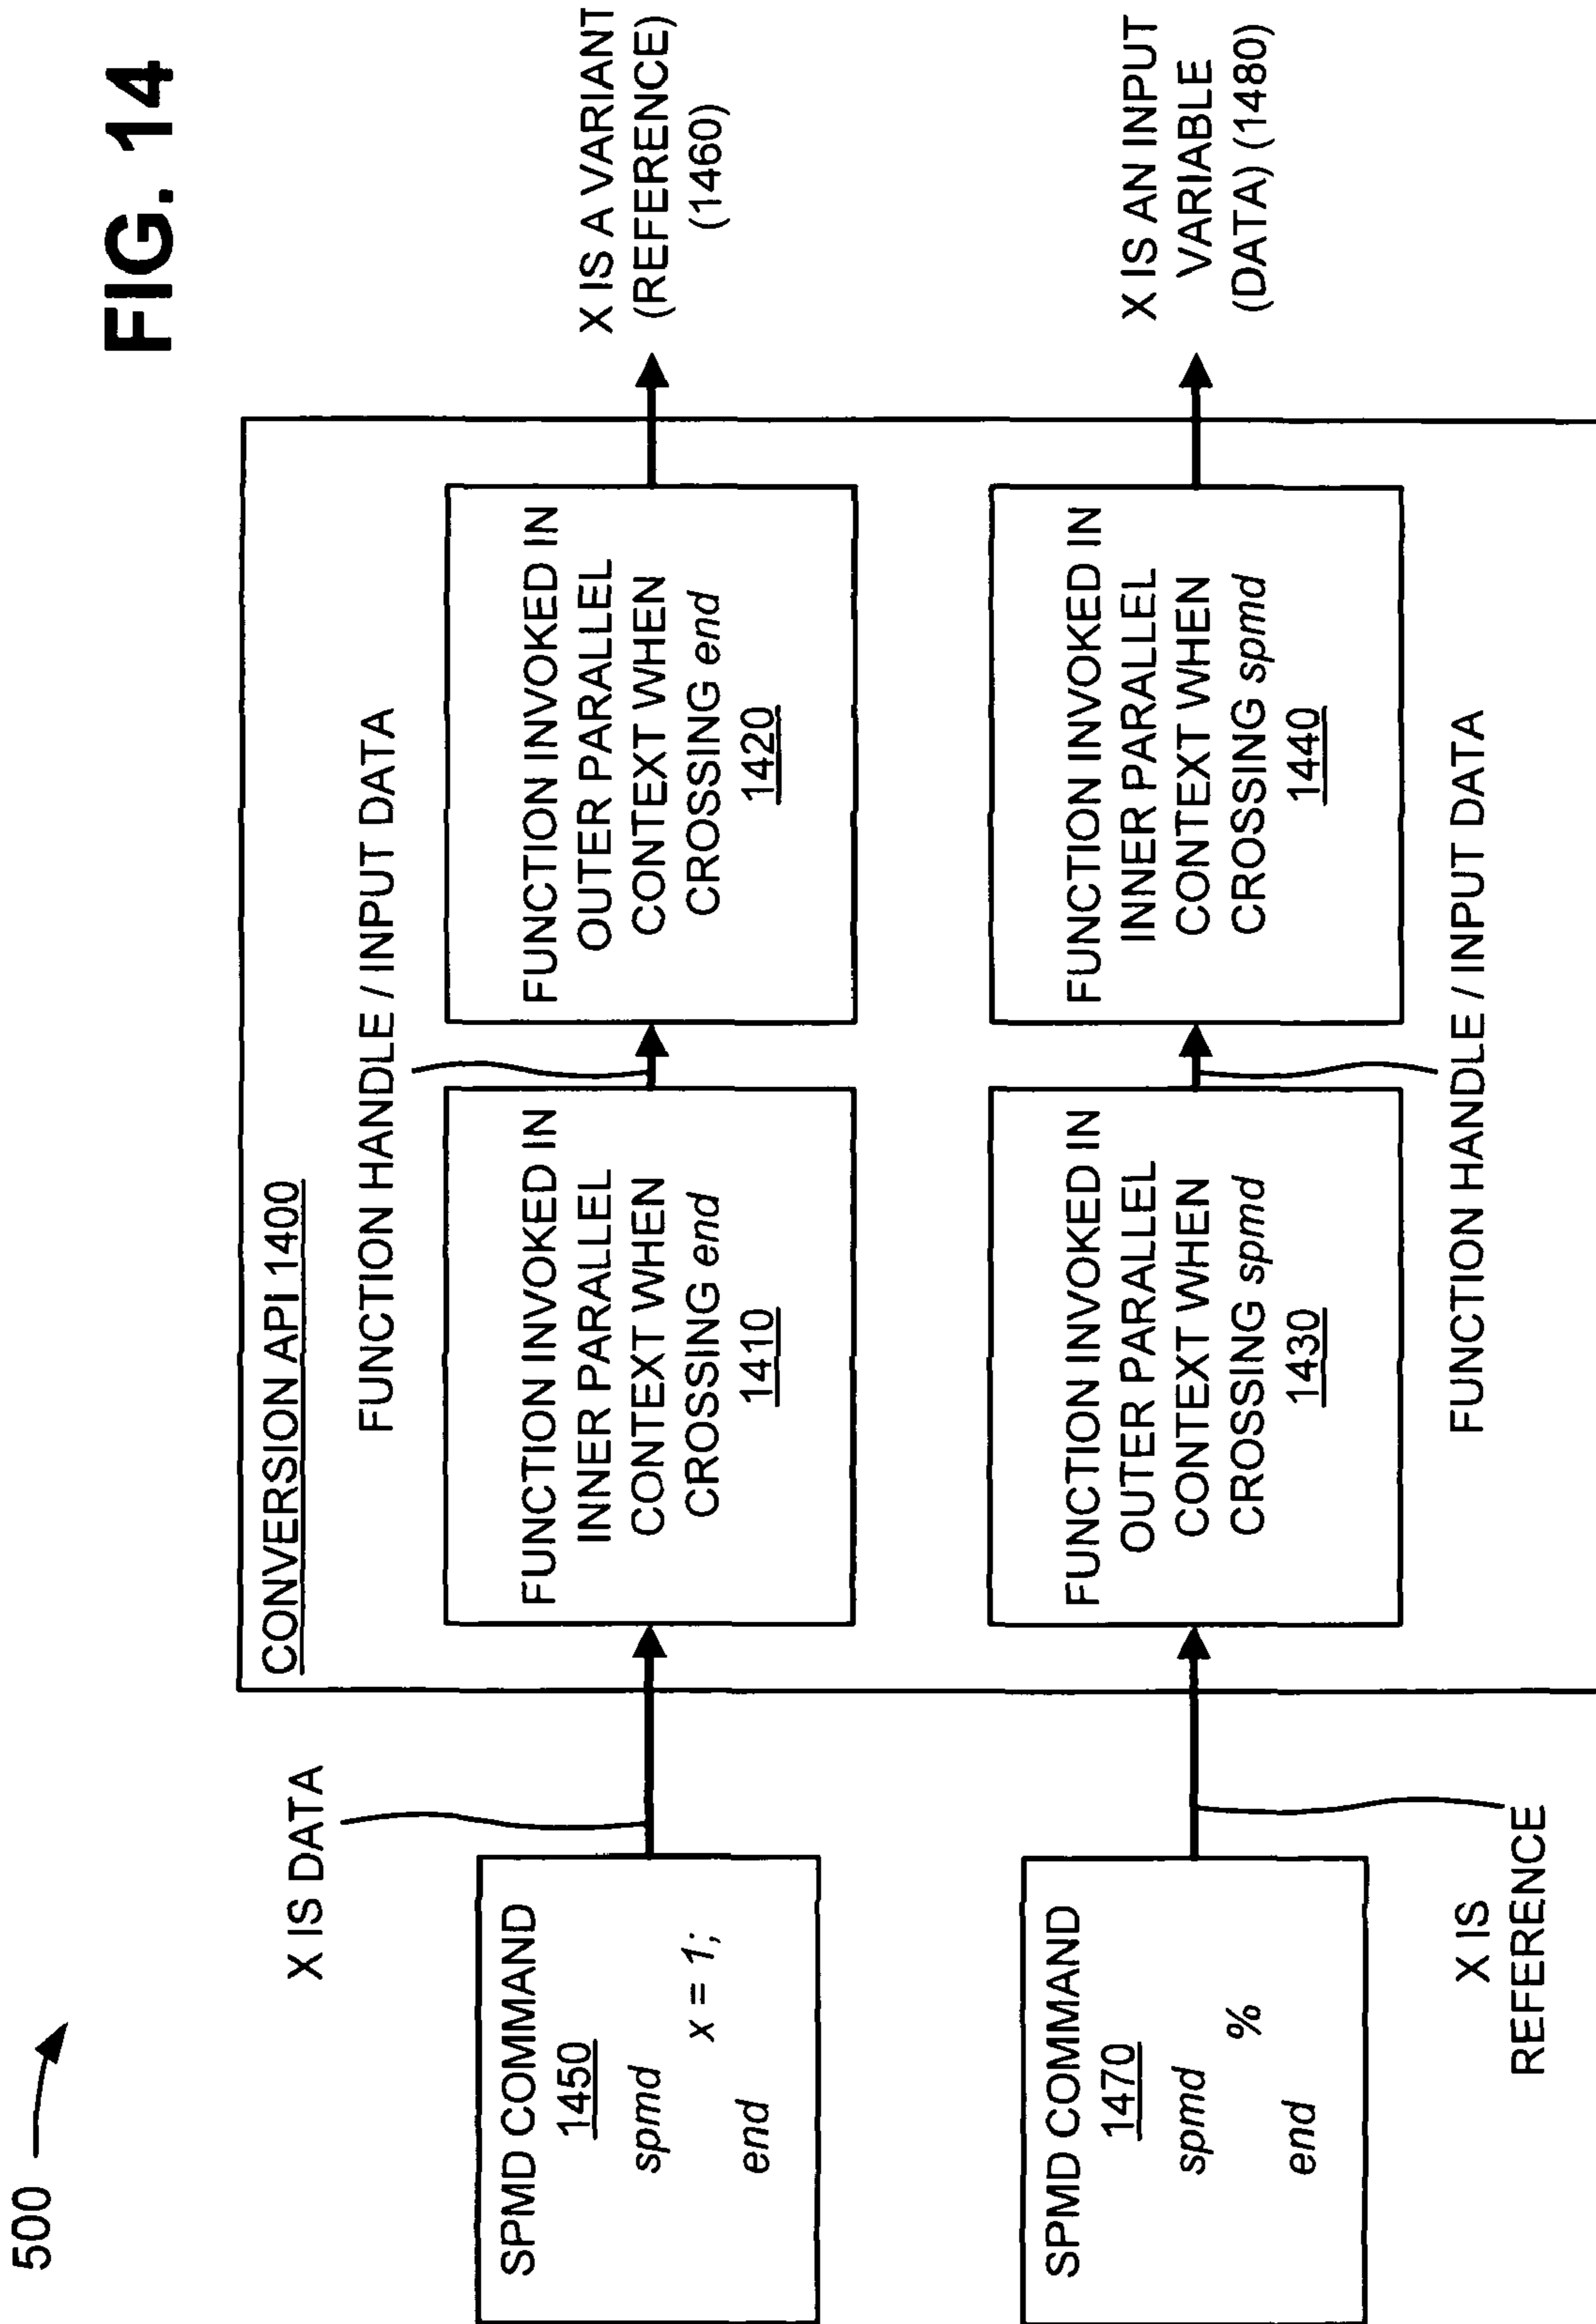 500
FIG. 14
CONVERSION API 1400
SPMD COMMAND
1450
spmd
x = 1;
end
X IS DATA
FUNCTION INVOKED IN
INNER PARALLEL
CONTEXT WHEN
CROSSING end
1410
FUNCTION HANDLE / INPUT DATA
FUNCTION INVOKED IN
OUTER PARALLEL
CONTEXT WHEN
CROSSING end
1420
X IS A VARIANT
(REFERENCE)
(1460)
SPMD COMMAND
1470
spmd
%
end
X IS
REFERENCE
FUNCTION INVOKED IN
OUTER PARALLEL
CONTEXT WHEN
CROSSING spmd
1430
FUNCTION HANDLE / INPUT DATA
FUNCTION INVOKED IN
INNER PARALLEL
CONTEXT WHEN
CROSSING spmd
1440
X IS AN INPUT
VARIABLE
(DATA) (1480)